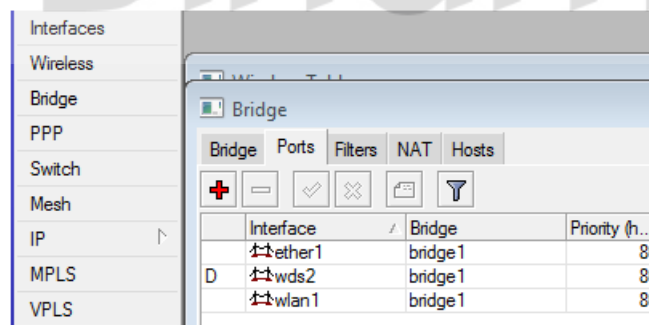 Interfaces
Wireless
Bridge
PPP
Switch
Mesh
IP
MPLS
VPLS
Bridge
Bridge Ports Filters NAT Hosts
Interface Bridge Priority (h...
ether1 bridge1 8
D wds2 bridge1 8
wlan1 bridge1 8